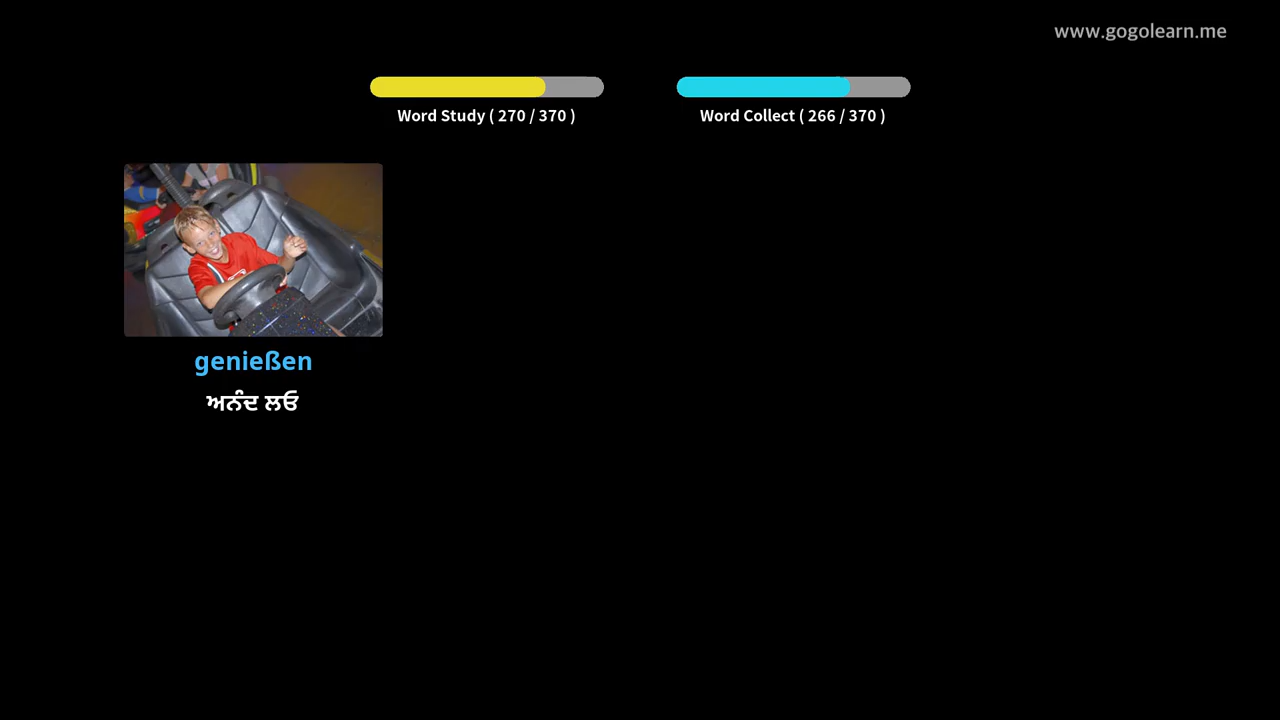 www.gogolearn.me
Word Study ( 270 / 370 )
Word Collect ( 266 / 370 )
genießen
ਅਨੰਦ ਲਓ